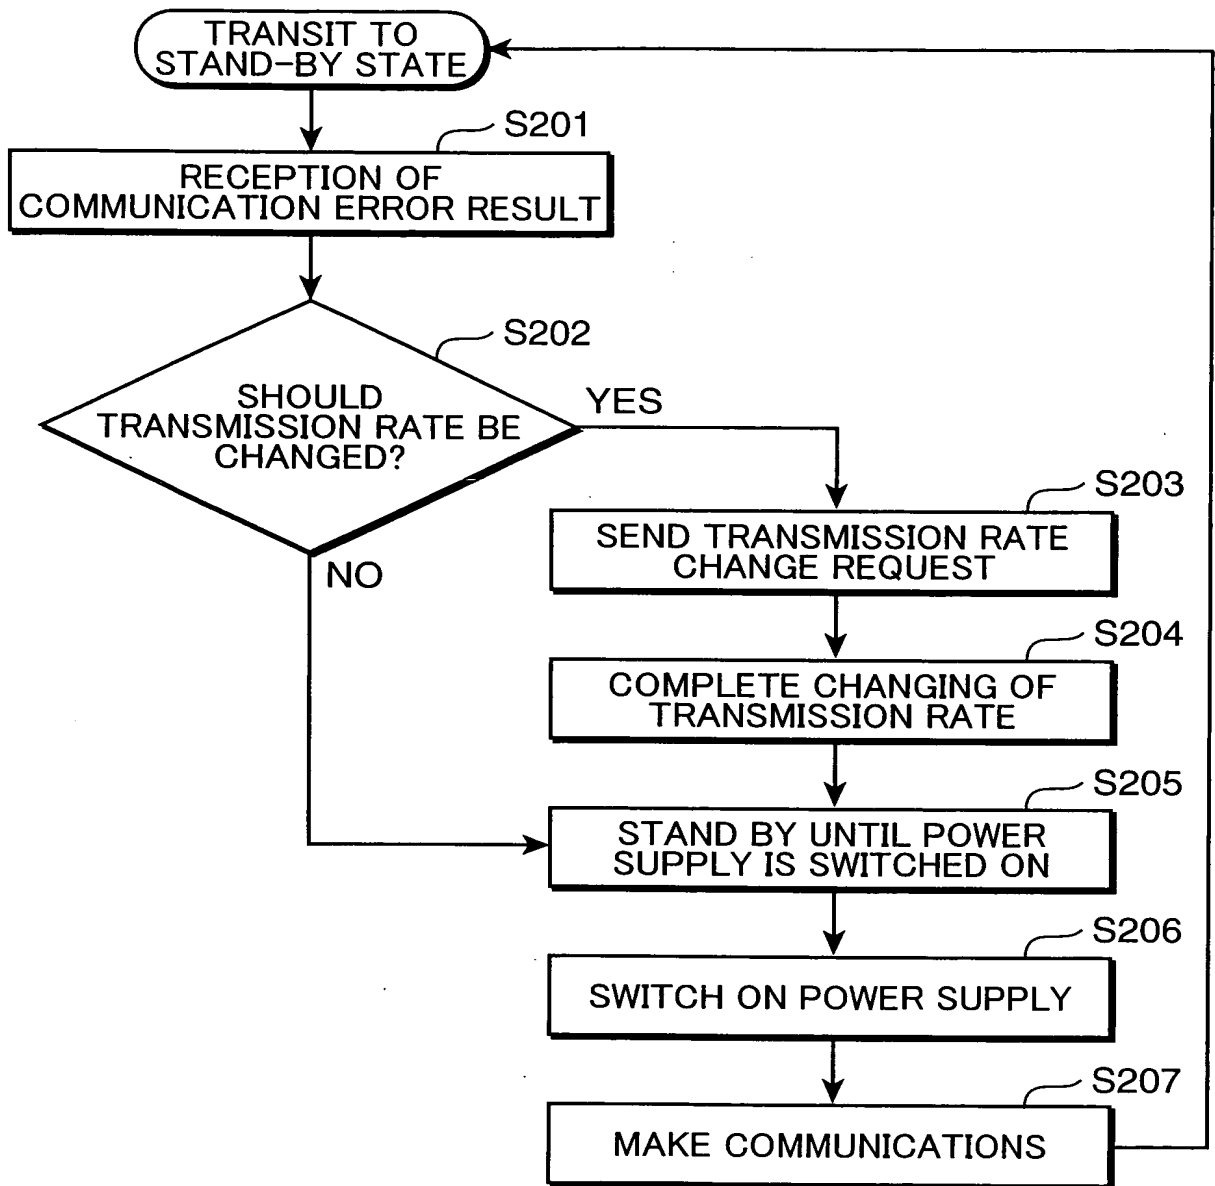 TRANSIT TO
STAND-BY STATE
S201
RECEPTION OF
COMMUNICATION ERROR RESULT
S202
SHOULD
TRANSMISSION RATE BE
CHANGED?
YES
NO
S203
SEND TRANSMISSION RATE
CHANGE REQUEST
S204
COMPLETE CHANGING OF
TRANSMISSION RATE
S205
STAND BY UNTIL POWER
SUPPLY IS SWITCHED ON
S206
SWITCH ON POWER SUPPLY
S207
MAKE COMMUNICATIONS